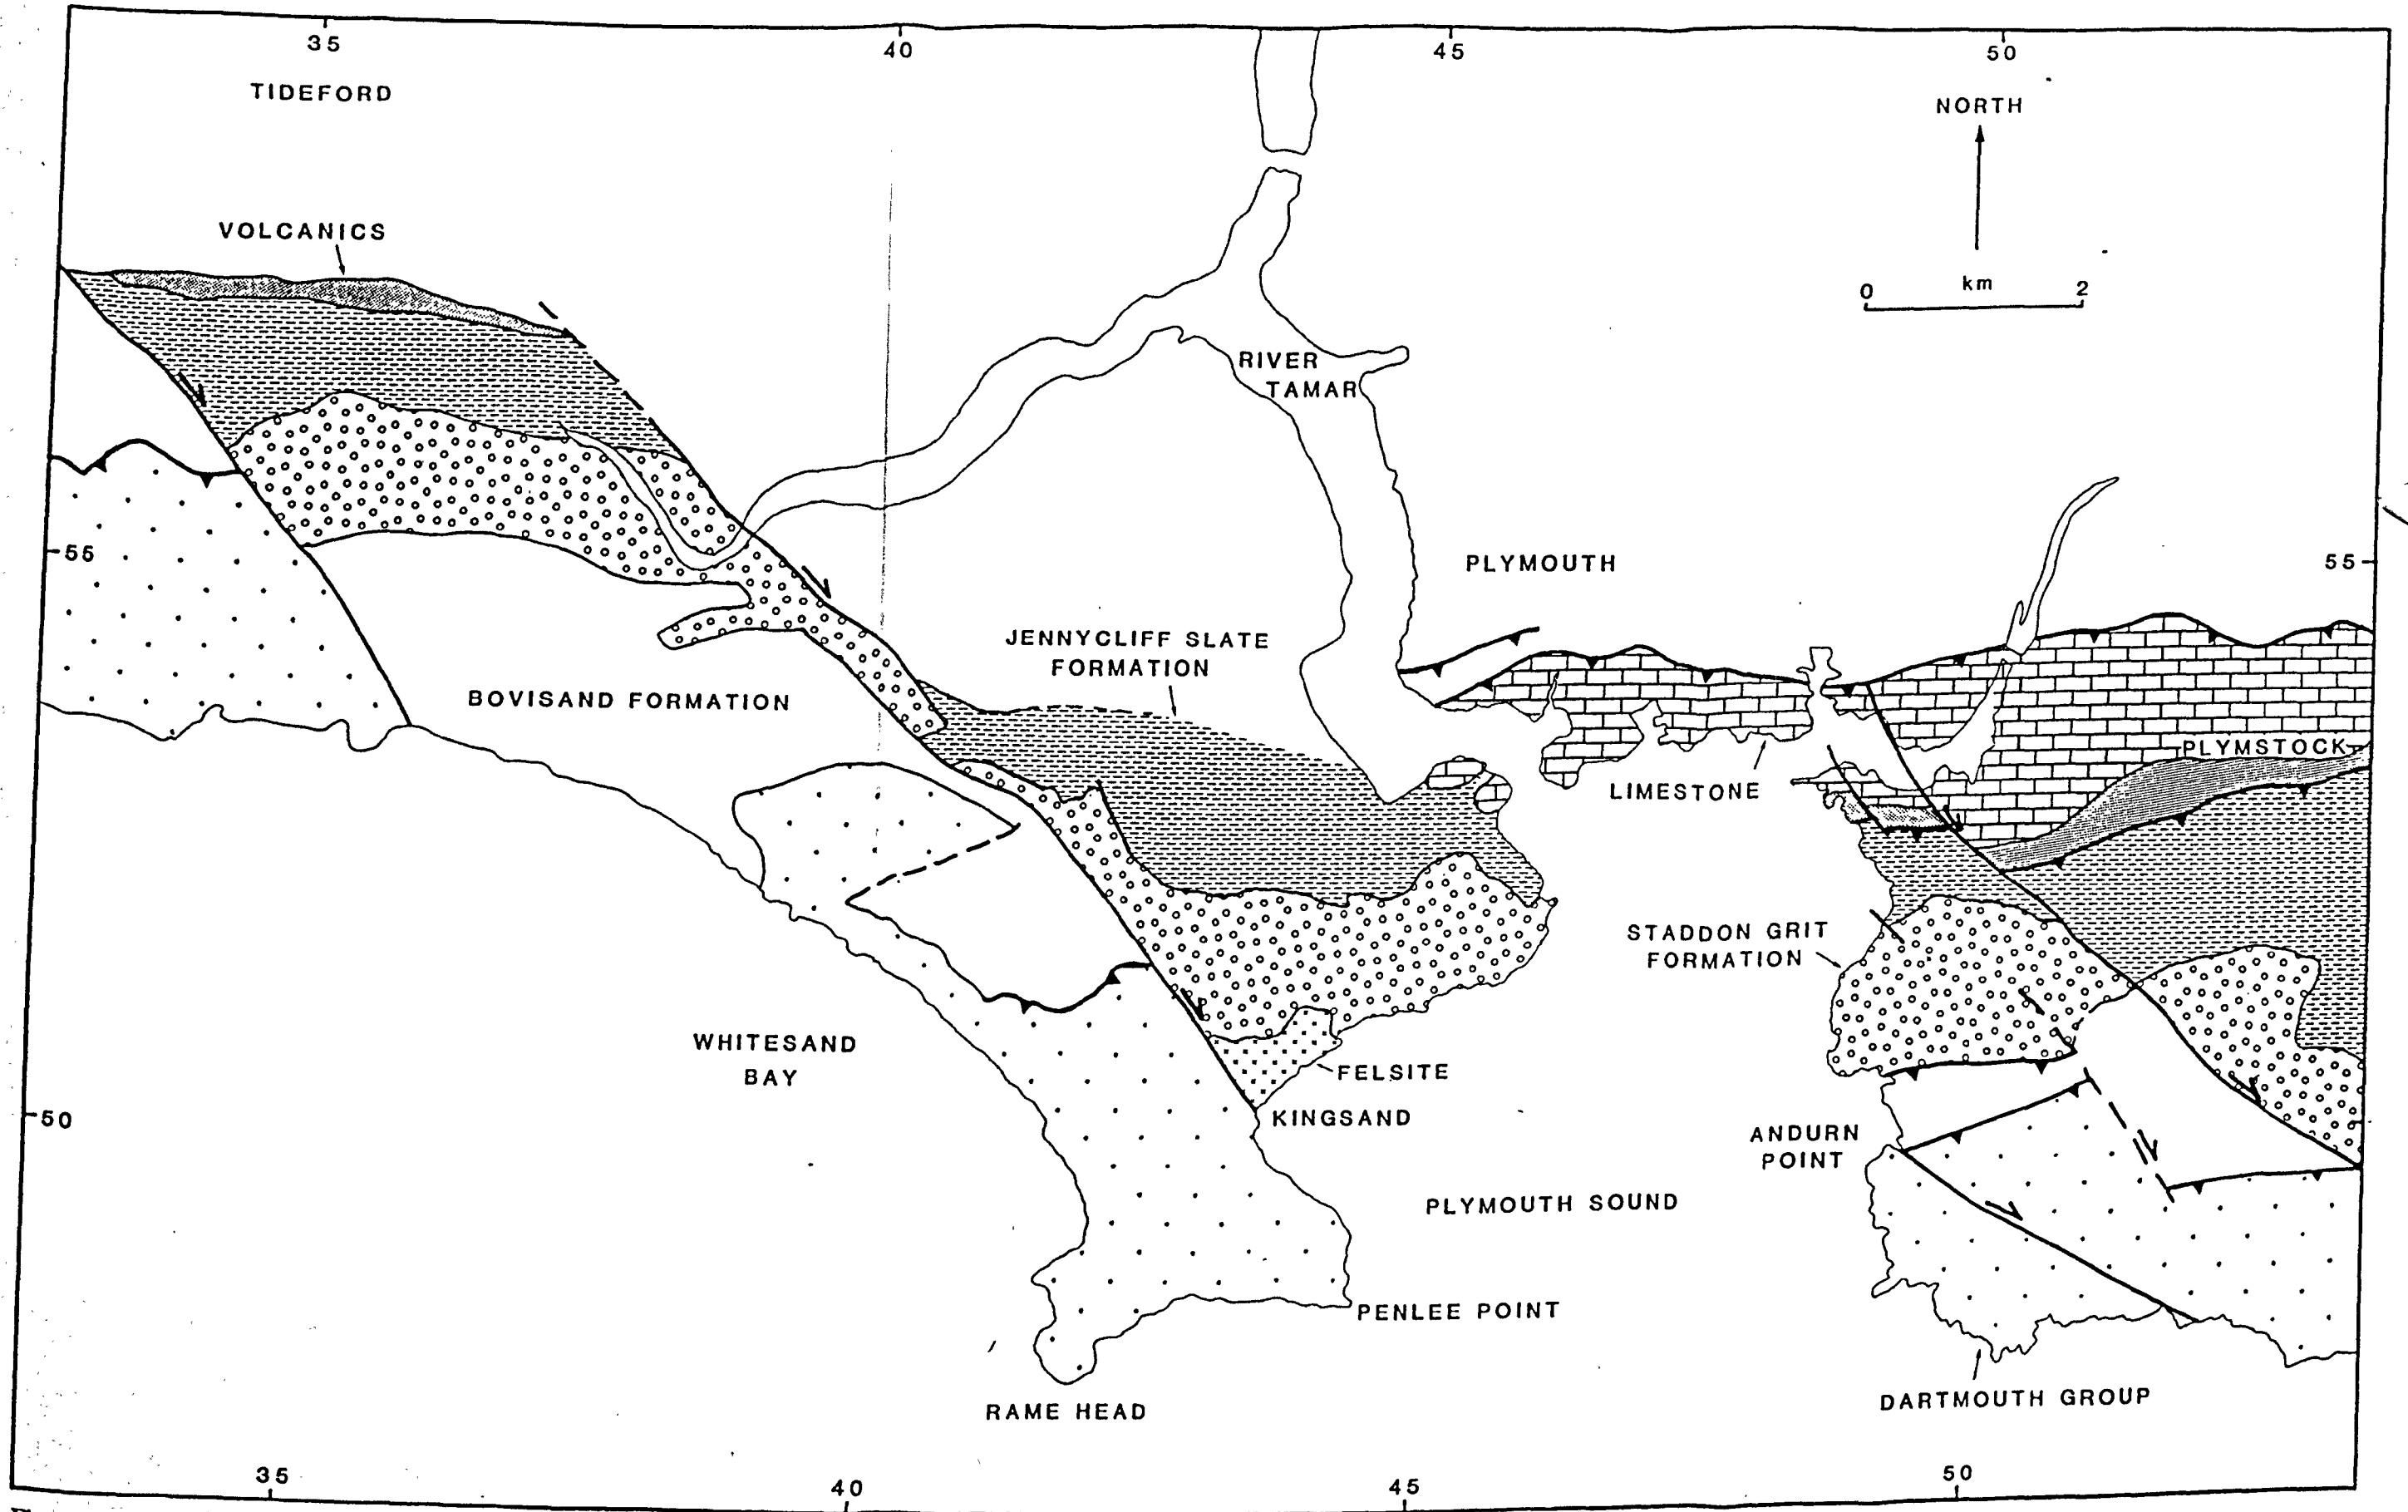 35
40
45
50
TIDEFORD
NORTH
VOLCANICS
km
0
2
RIVER
TAMAR
55
PLYMOUTH
55
JENNYCLIFF SLATE
FORMATION
BOVISAND FORMATION
PLYMSTOCK
LIMESTONE
STADDON GRIT
FORMATION
WHITESAND
BAY
FELSITE
50
KINGSAND
ANDURN
POINT
PLYMOUTH SOUND
PENLEE POINT
RAME HEAD
DARTMOUTH GROUP
35
40
45
50